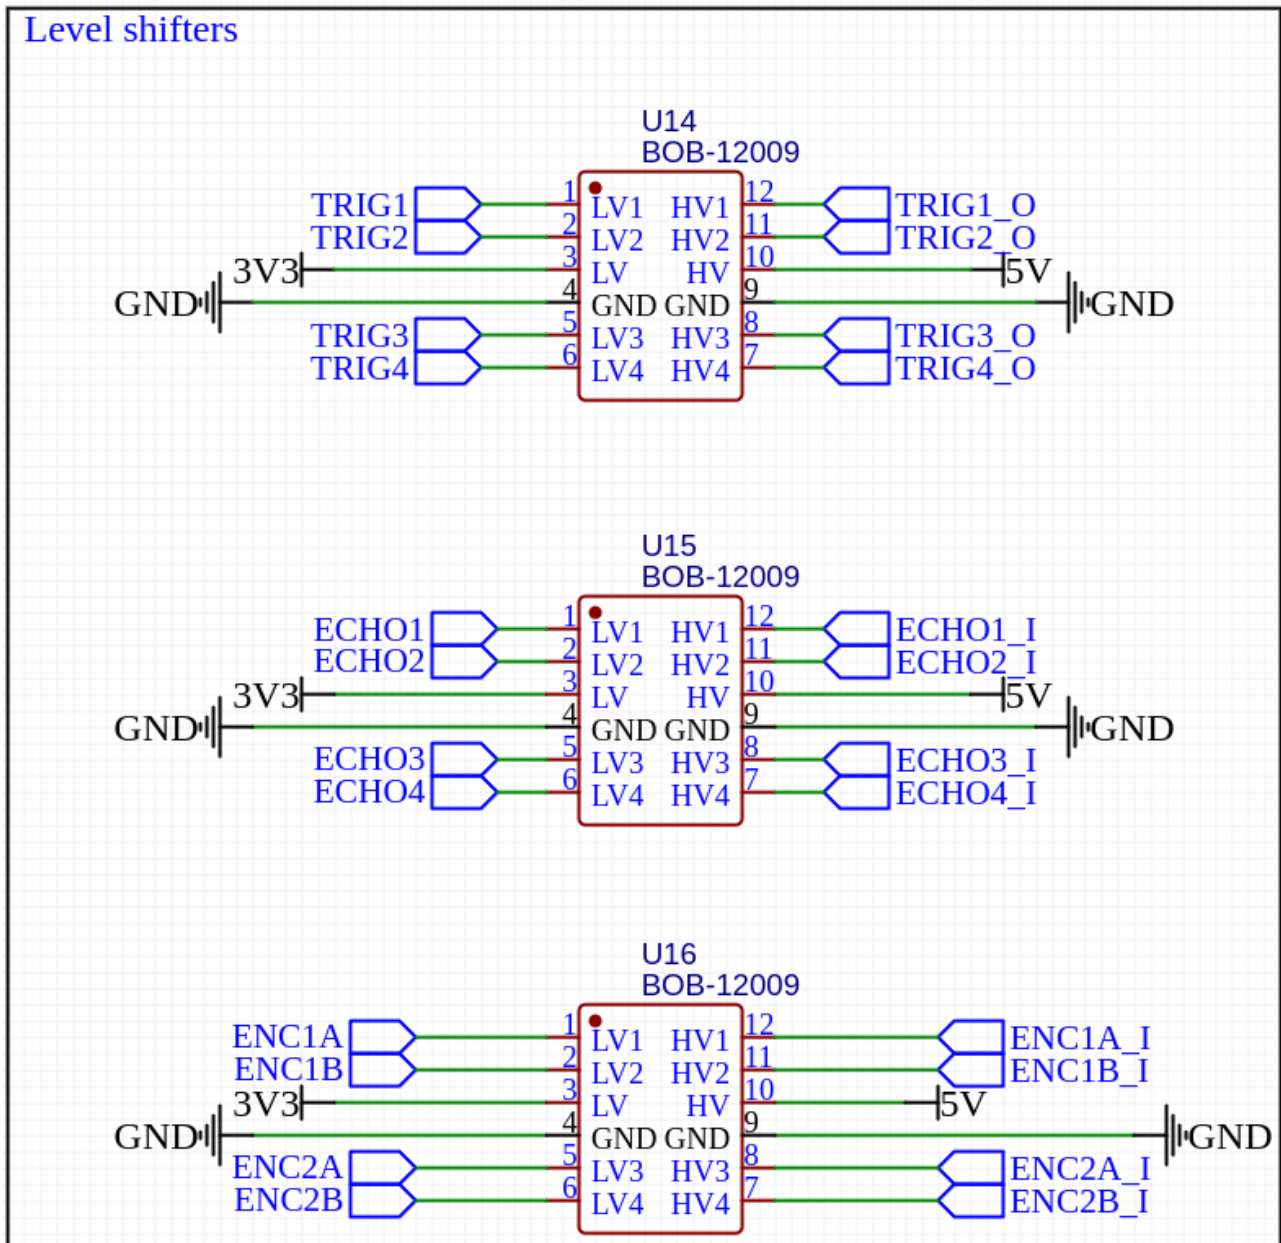 Level shifters
U14
BOB-12009
TRIG1 1 LV1 HV1 12 TRIG1_O
TRIG2 2 LV2 HV2 11 TRIG2_O
3V3 3 LV HV 10 5V
GND 4 GND GND 9 GND
TRIG3 5 LV3 HV3 8 TRIG3_O
TRIG4 6 LV4 HV4 7 TRIG4_O
U15
BOB-12009
ECHO1 1 LV1 HV1 12 ECHO1_I
ECHO2 2 LV2 HV2 11 ECHO2_I
3V3 3 LV HV 10 5V
GND 4 GND GND 9 GND
ECHO3 5 LV3 HV3 8 ECHO3_I
ECHO4 6 LV4 HV4 7 ECHO4_I
U16
BOB-12009
ENC1A 1 LV1 HV1 12 ENC1A_I
ENC1B 2 LV2 HV2 11 ENC1B_I
3V3 3 LV HV 10 5V
GND 4 GND GND 9 GND
ENC2A 5 LV3 HV3 8 ENC2A_I
ENC2B 6 LV4 HV4 7 ENC2B_I